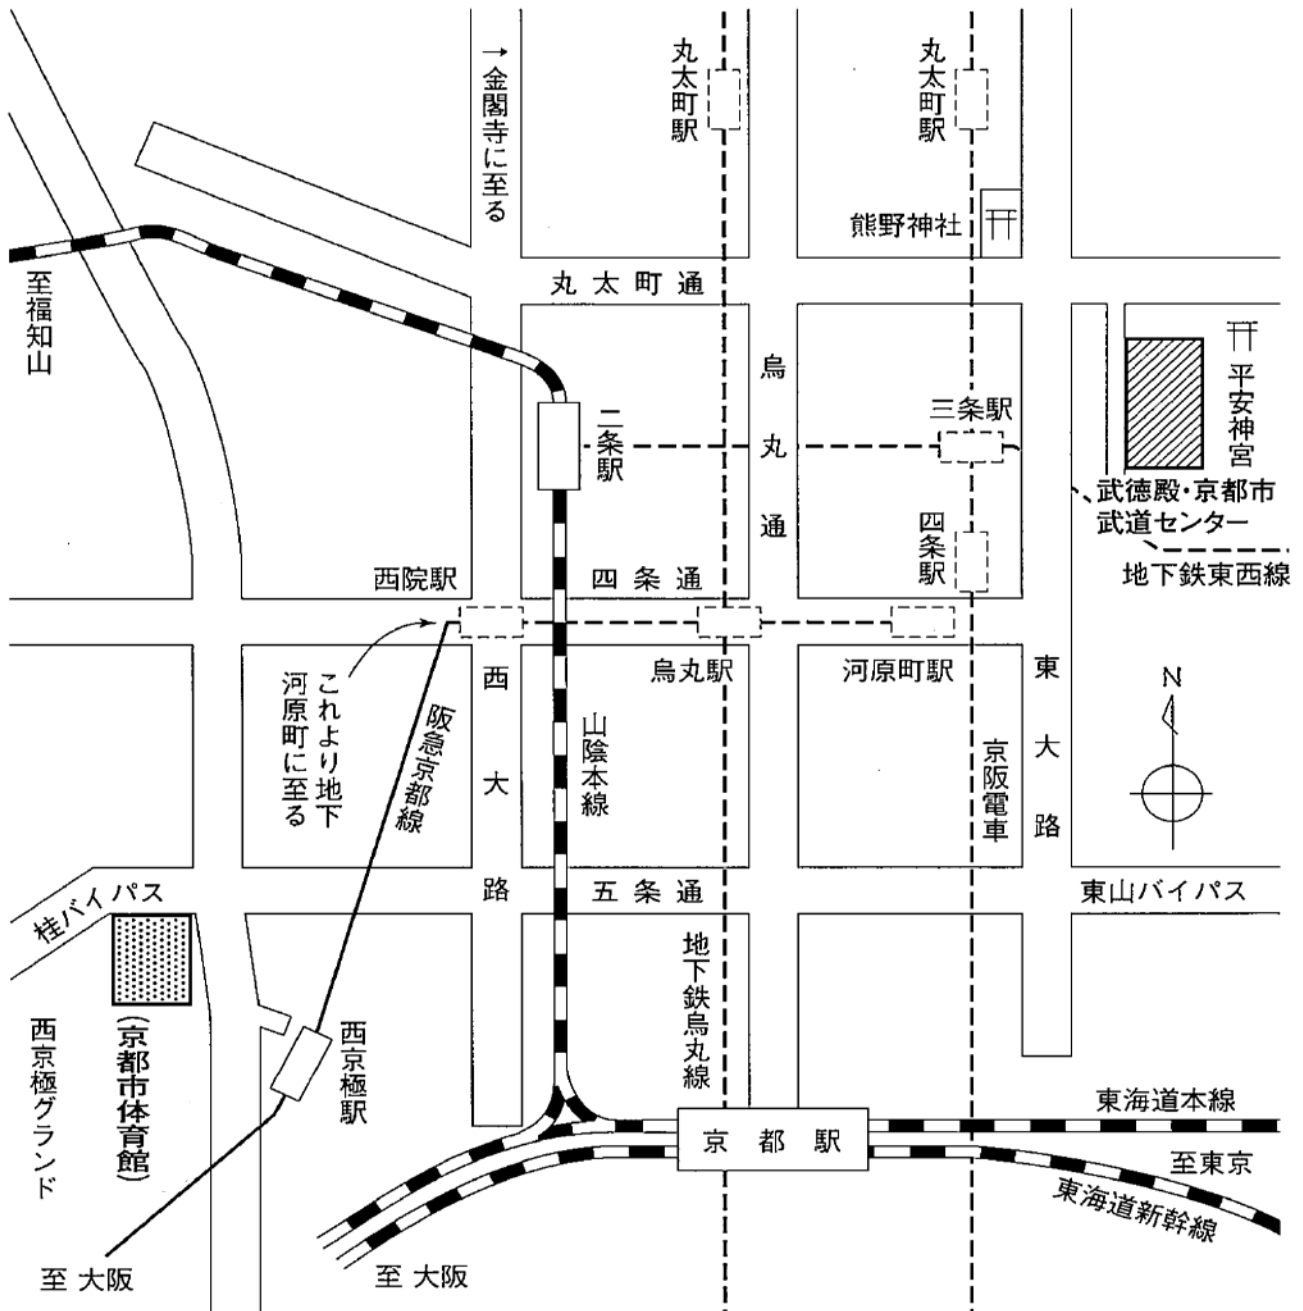 →金閣寺に至る
丸太町駅
丸太町駅
熊野神社
至福知山
丸太町通
烏丸通
平安神宮
二条駅
三条駅
武徳殿・京都市
武道センター
四条駅
地下鉄東西線
西院駅
四条通
烏丸駅
河原町駅
これより地下
河原町に至る
阪急京都線
西大路
山陰本線
京阪電車
東大路
N
桂バイパス
五条通
東山バイパス
地下鉄烏丸線
西京極グランド
(京都市体育館)
西京極駅
京都駅
東海道本線
至東京
東海道新幹線
至 大阪
至 大阪